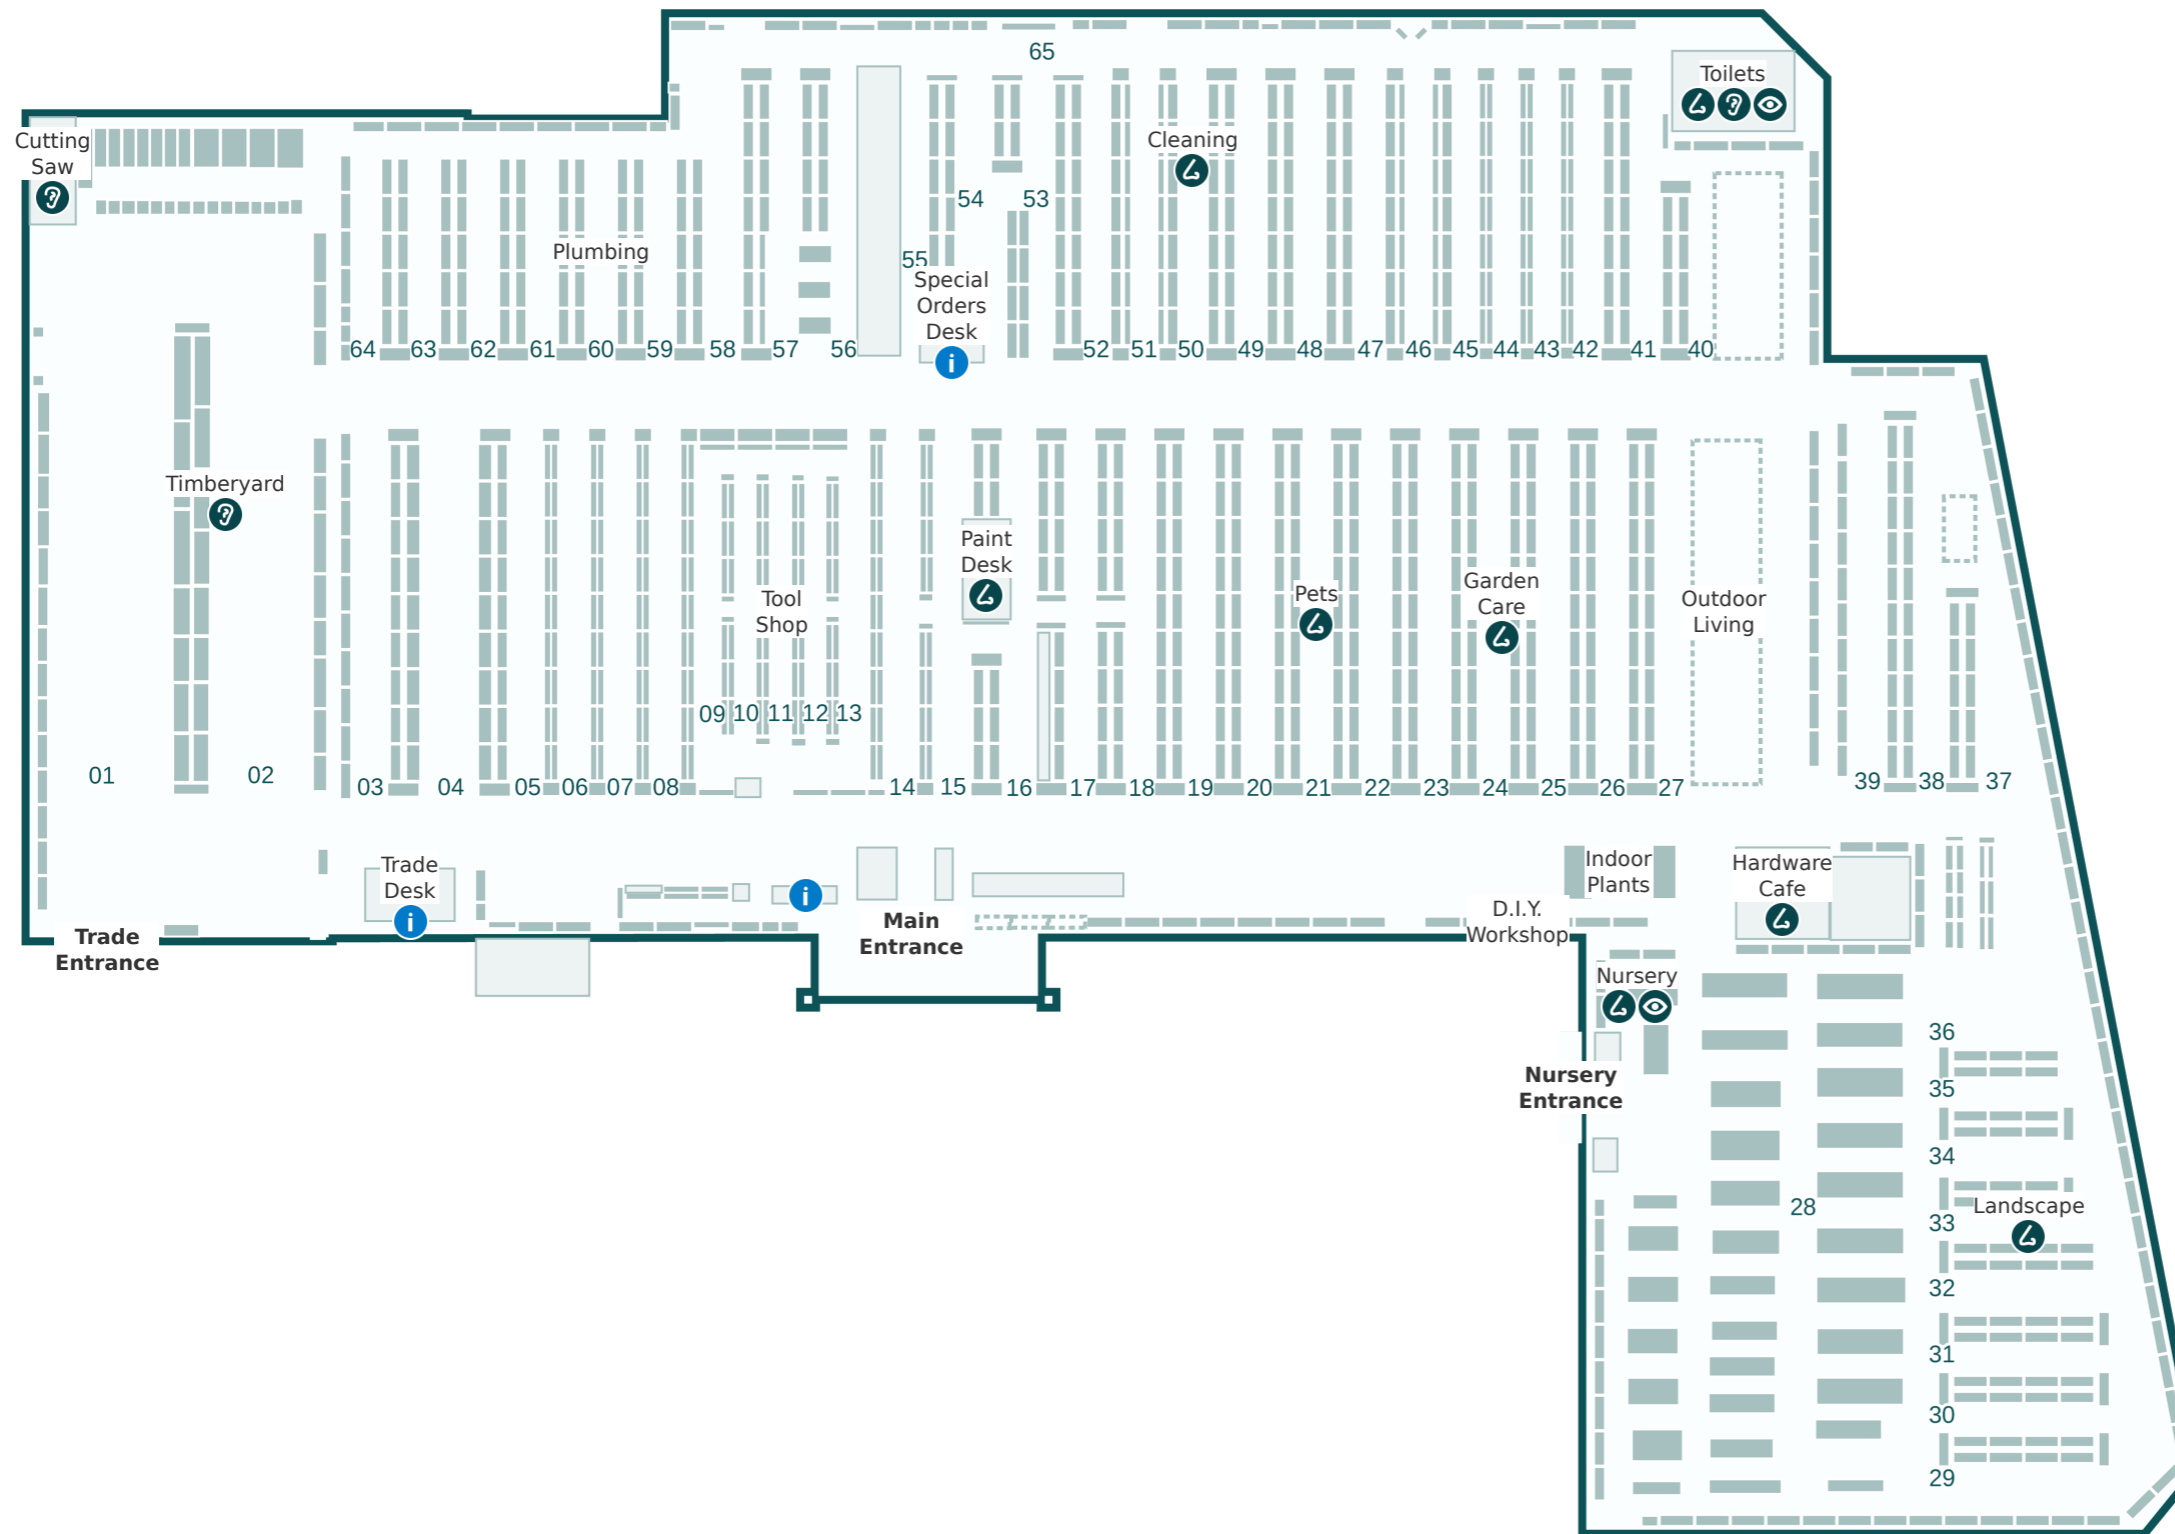 65
Toilets
Cutting
Saw
Cleaning
54
53
Plumbing
55
Special
Orders
Desk
i
64
63
62
61
60
59
58
57
56
52
51
50
49
48
47
46
45
44
43
42
41
40
Timberyard
Paint
Desk
Tool
Shop
Pets
Garden
Care
Outdoor
Living
09
10
11
12
13
01
02
03
04
05
06
07
08
14
15
16
17
18
19
20
21
22
23
24
25
26
27
39
38
37
Trade
Desk
i
i
Trade
Entrance
Main
Entrance
D.I.Y.
Workshop
Indoor
Plants
Hardware
Cafe
Nursery
Nursery
Entrance
36
35
34
28
33
Landscape
32
31
30
29